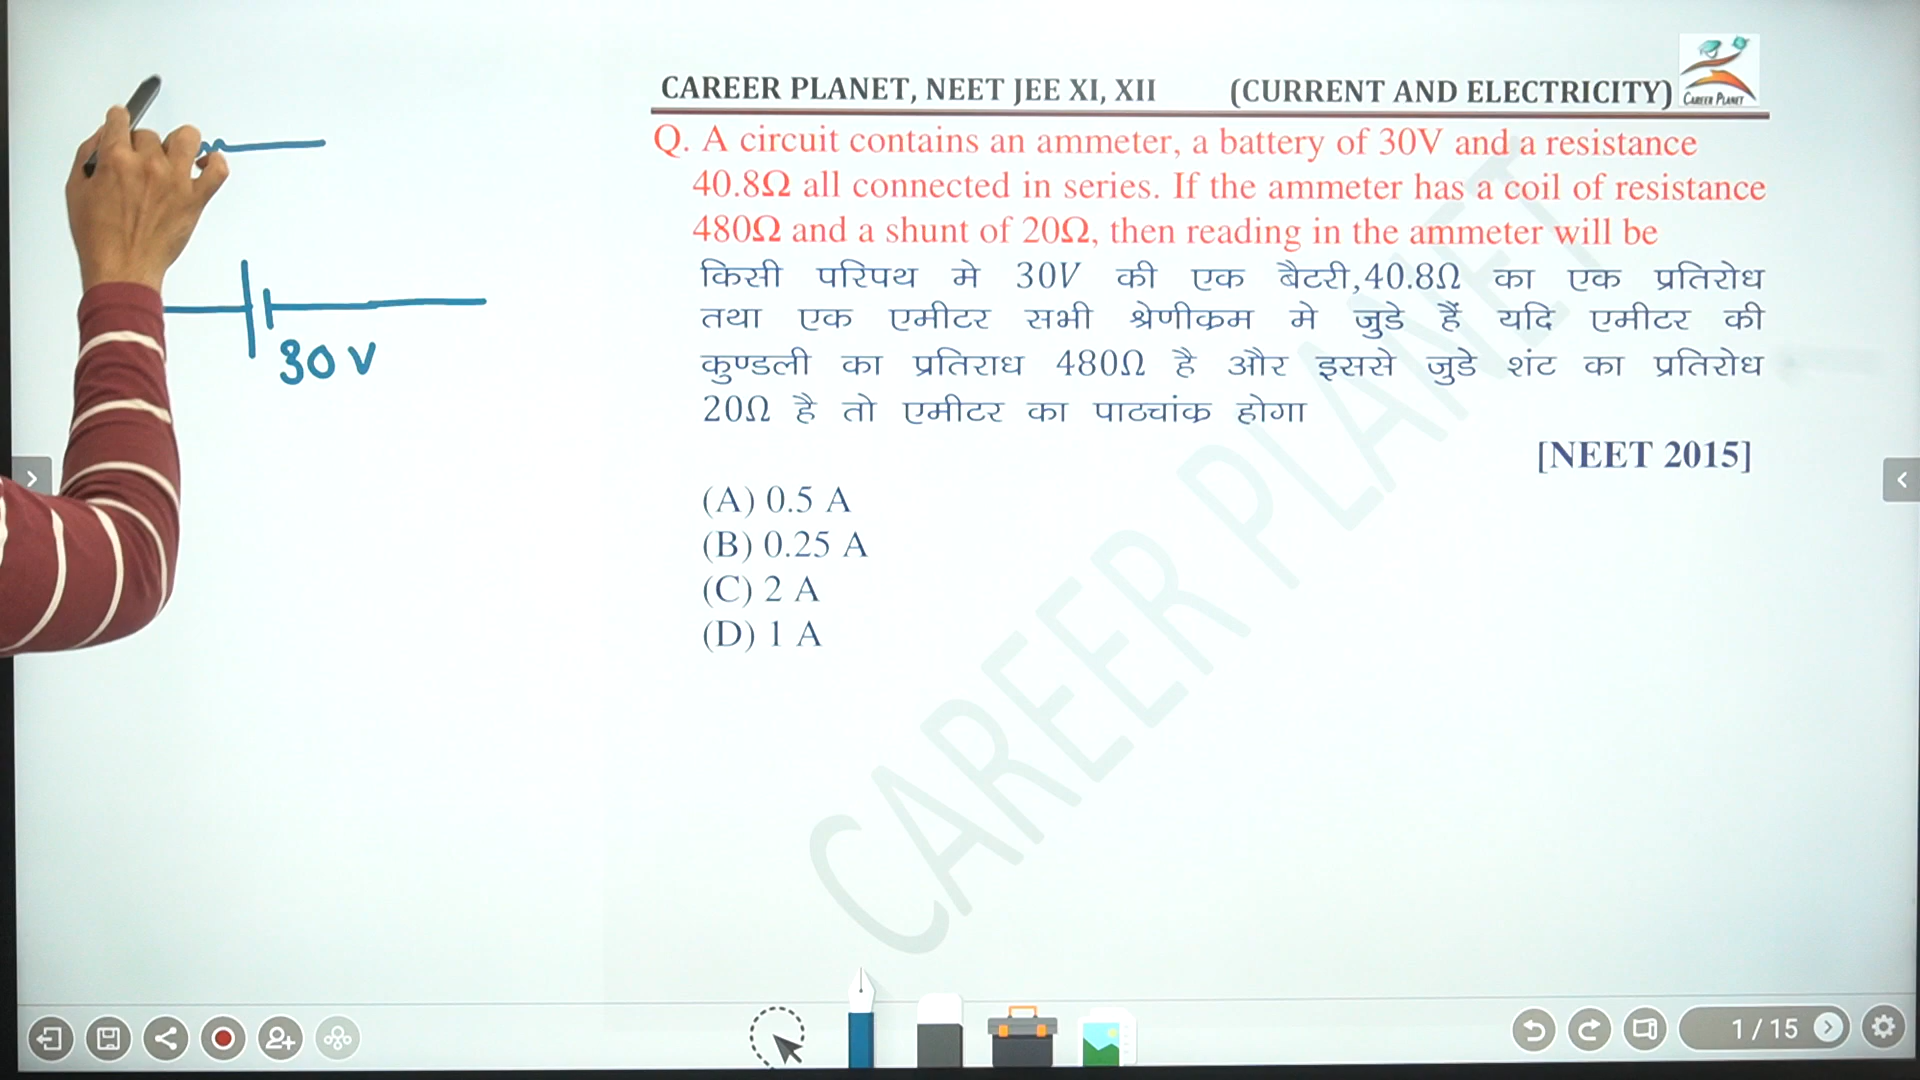 CAREER PLANET, NEET JEE XI, XII (CURRENT AND ELECTRICITY)
CAREER PLANET
Q. A circuit contains an ammeter, a battery of 30V and a resistance
40.8Ω all connected in series. If the ammeter has a coil of resistance
480Ω and a shunt of 20Ω, then reading in the ammeter will be
किसी परिपथ मे 30V की एक बैटरी,40.8Ω का एक प्रतिरोध
तथा एक एमीटर सभी श्रेणीक्रम मे जुडे हैं यदि एमीटर की
कुण्डली का प्रतिराध 480Ω है और इससे जुडे शंट का प्रतिरोध
20Ω है तो एमीटर का पाठ्चांक्र होगा
[NEET 2015]
(A) 0.5 A
(B) 0.25 A
(C) 2 A
(D) 1 A
30 V
CAREER PLANET
1 / 15